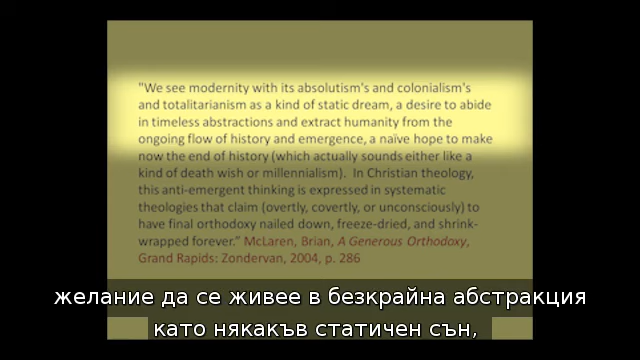 "We see modernity with its absolutism's and colonialism's
and totalitarianism as a kind of static dream, a desire to abide
in timeless abstractions and extract humanity from the
ongoing flow of history and emergence, a naïve hope to make
now the end of history (which actually sounds either like a
kind of death wish or millennialism).  In Christian theology,
this anti-emergent thinking is expressed in systematic
theologies that claim (overtly, covertly, or unconsciously) to
have final orthodoxy nailed down, freeze-dried, and shrink-
wrapped forever." McLaren, Brian, A Generous Orthodoxy,
Grand Rapids: Zondervan, 2004, p. 286
желание да се живее в безкрайна абстракция
като някакъв статичен сън,